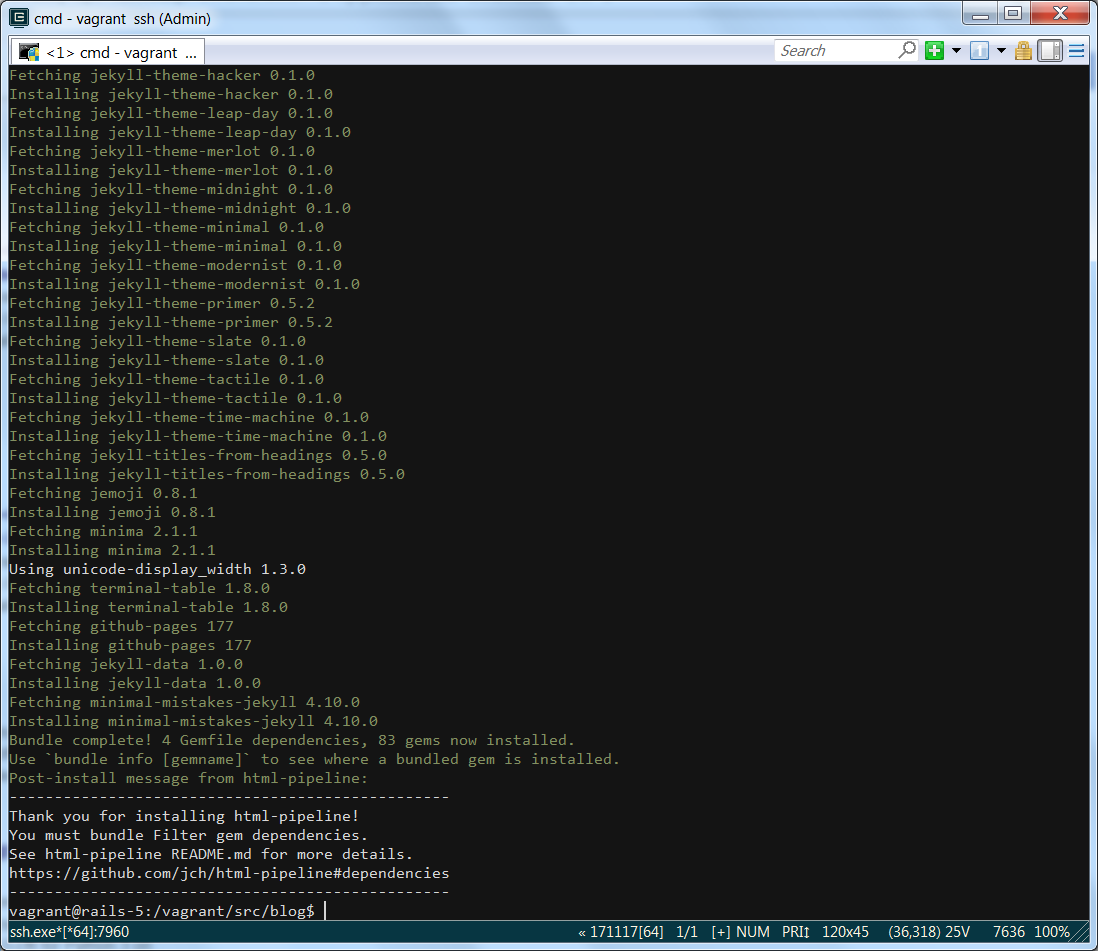 cmd - vagrant  ssh (Admin)
<1> cmd - vagrant ...
Search
Fetching jekyll-theme-hacker 0.1.0
Installing jekyll-theme-hacker 0.1.0
Fetching jekyll-theme-leap-day 0.1.0
Installing jekyll-theme-leap-day 0.1.0
Fetching jekyll-theme-merlot 0.1.0
Installing jekyll-theme-merlot 0.1.0
Fetching jekyll-theme-midnight 0.1.0
Installing jekyll-theme-midnight 0.1.0
Fetching jekyll-theme-minimal 0.1.0
Installing jekyll-theme-minimal 0.1.0
Fetching jekyll-theme-modernist 0.1.0
Installing jekyll-theme-modernist 0.1.0
Fetching jekyll-theme-primer 0.5.2
Installing jekyll-theme-primer 0.5.2
Fetching jekyll-theme-slate 0.1.0
Installing jekyll-theme-slate 0.1.0
Fetching jekyll-theme-tactile 0.1.0
Installing jekyll-theme-tactile 0.1.0
Fetching jekyll-theme-time-machine 0.1.0
Installing jekyll-theme-time-machine 0.1.0
Fetching jekyll-titles-from-headings 0.5.0
Installing jekyll-titles-from-headings 0.5.0
Fetching jemoji 0.8.1
Installing jemoji 0.8.1
Fetching minima 2.1.1
Installing minima 2.1.1
Using unicode-display_width 1.3.0
Fetching terminal-table 1.8.0
Installing terminal-table 1.8.0
Fetching github-pages 177
Installing github-pages 177
Fetching jekyll-data 1.0.0
Installing jekyll-data 1.0.0
Fetching minimal-mistakes-jekyll 4.10.0
Installing minimal-mistakes-jekyll 4.10.0
Bundle complete! 4 Gemfile dependencies, 83 gems now installed.
Use `bundle info [gemname]` to see where a bundled gem is installed.
Post-install message from html-pipeline:
-------------------------------------------------
Thank you for installing html-pipeline!
You must bundle Filter gem dependencies.
See html-pipeline README.md for more details.
https://github.com/jch/html-pipeline#dependencies
-------------------------------------------------
vagrant@rails-5:/vagrant/src/blog$
ssh.exe*[*64]:7960 « 171117[64] 1/1 [+] NUM PRI↕ 120x45 (36,318) 25V 7636 100%